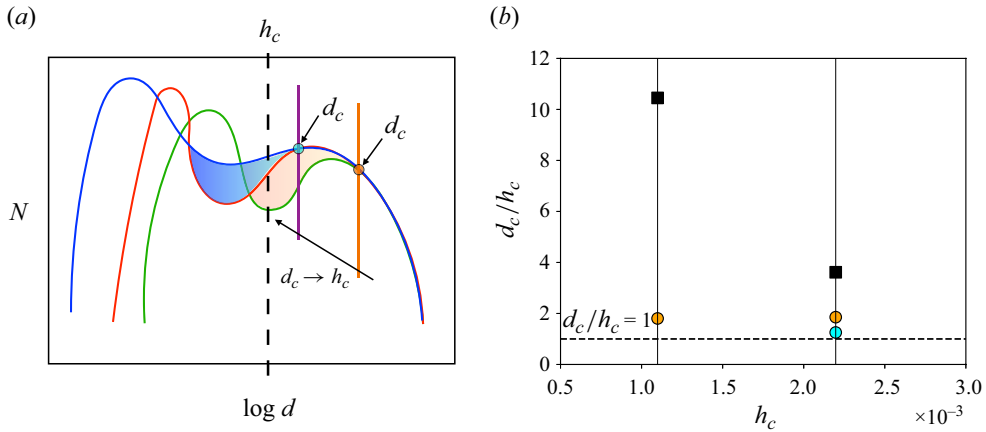 (a)
h_c
d_c
d_c
N
d_c → h_c
log d
(b)
12
10
8
6
4
2
0
d_c/h_c
d_c/h_c = 1
0.5
1.0
1.5
2.0
2.5
3.0
h_c
×10⁻³